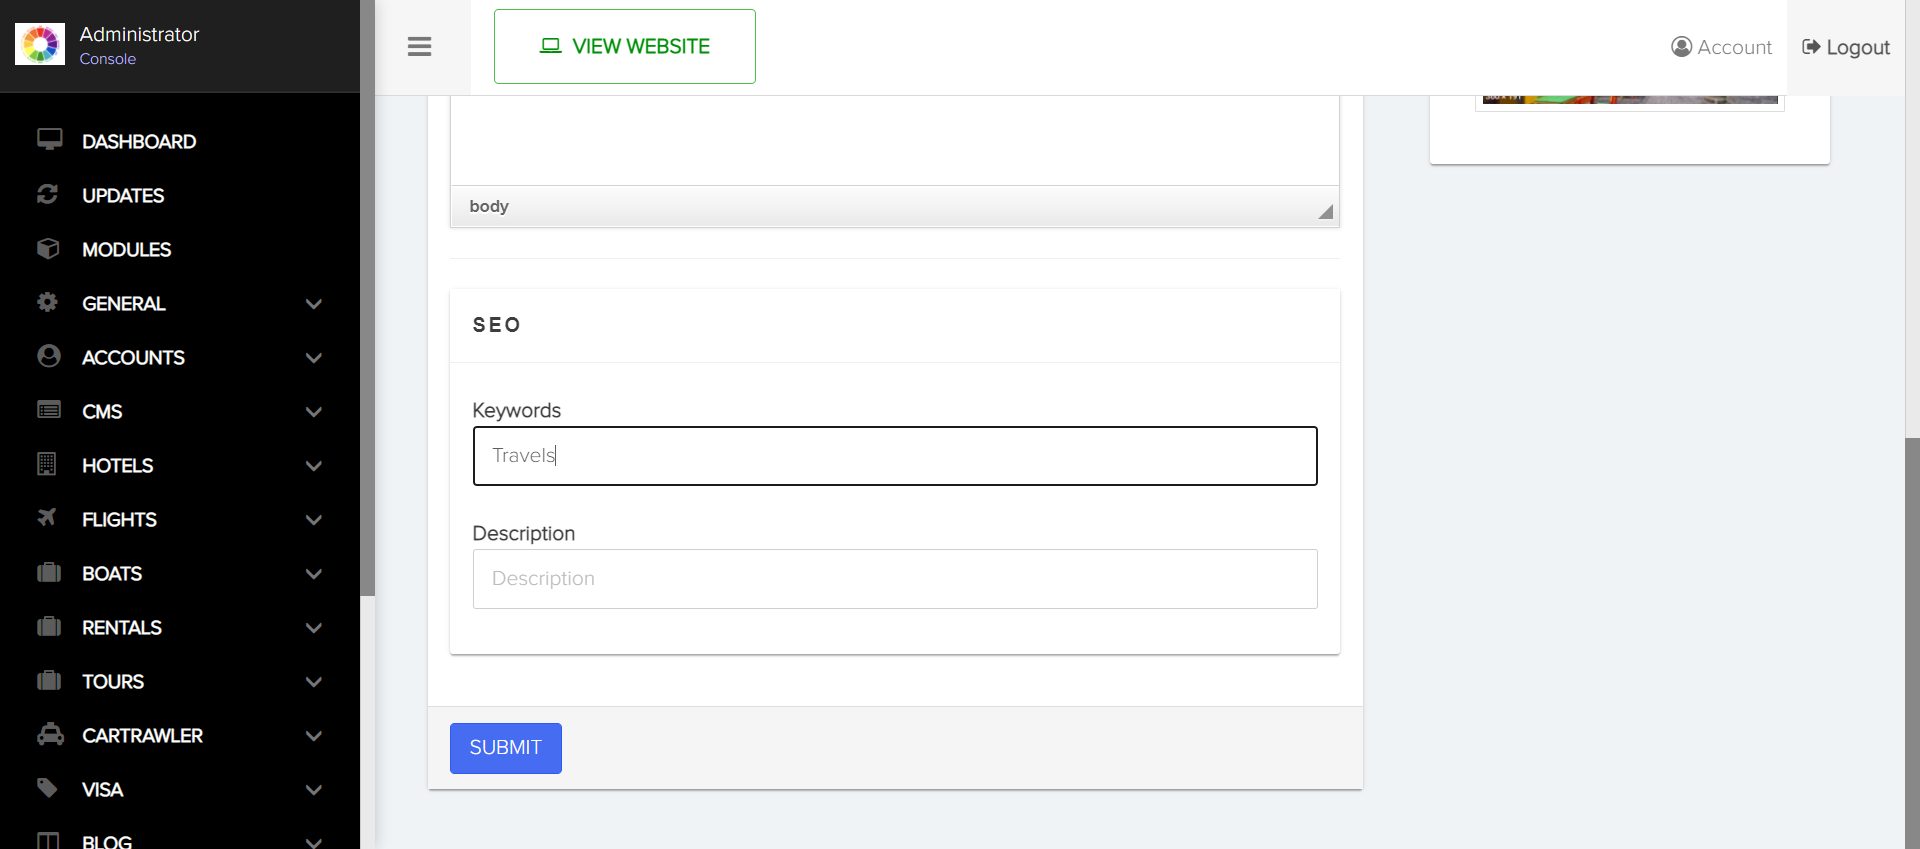 Administrator
Console
DASHBOARD
UPDATES
MODULES
GENERAL
ACCOUNTS
CMS
HOTELS
FLIGHTS
BOATS
RENTALS
TOURS
CARTRAWLER
VISA
BLOG
VIEW WEBSITE
Account
Logout
body
SEO
Keywords
Travels
Description
Description
SUBMIT